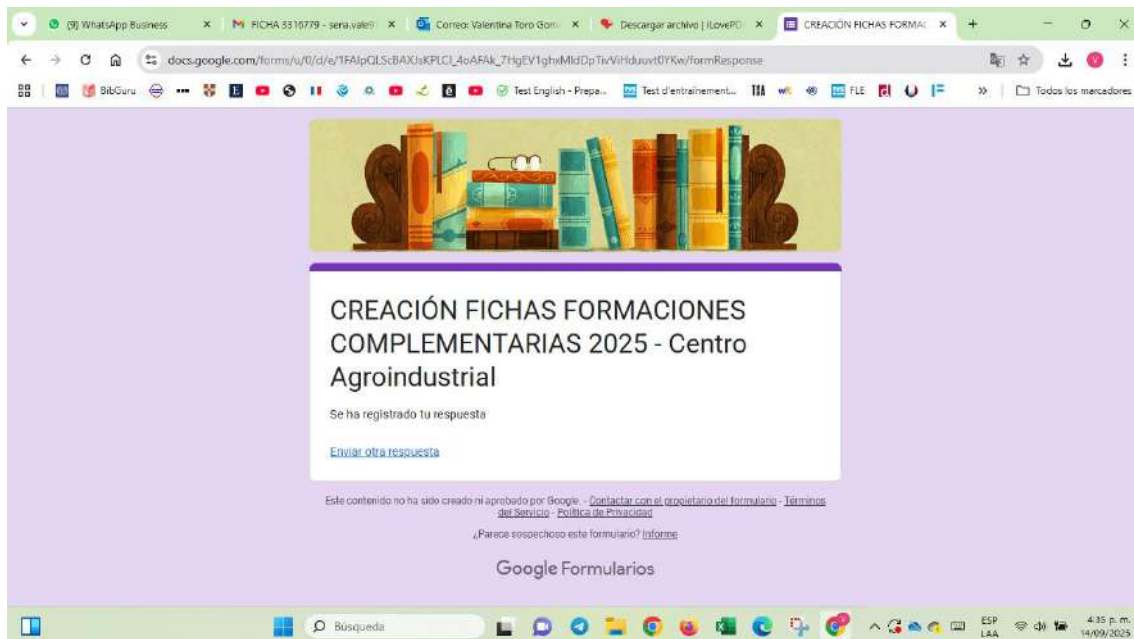 (9) WhatsApp Business
FICHA 3316779 - sera.vale9
Correo: Valentina Toro Gom
Descargar archivo | iLovePD
CREACIÓN FICHAS FORMAC
docs.google.com/forms/u/0/d/e/
formResponse
BibGuru
Test English - Prepa...
Test d'entraînement...
FLE
Todos los marcadores
CREACIÓN FICHAS FORMACIONES
COMPLEMENTARIAS 2025 - Centro
Agroindustrial
Se ha registrado tu respuesta
Enviar otra respuesta
Este contenido no ha sido creado ni aprobado por Google. - Contactar con el propietario del formulario - Términos
del Servicio - Política de Privacidad
¿Parece sospechoso este formulario? Informe
Google Formularios
Búsqueda
ESP
LAA
4:35 p. m.
14/09/2025